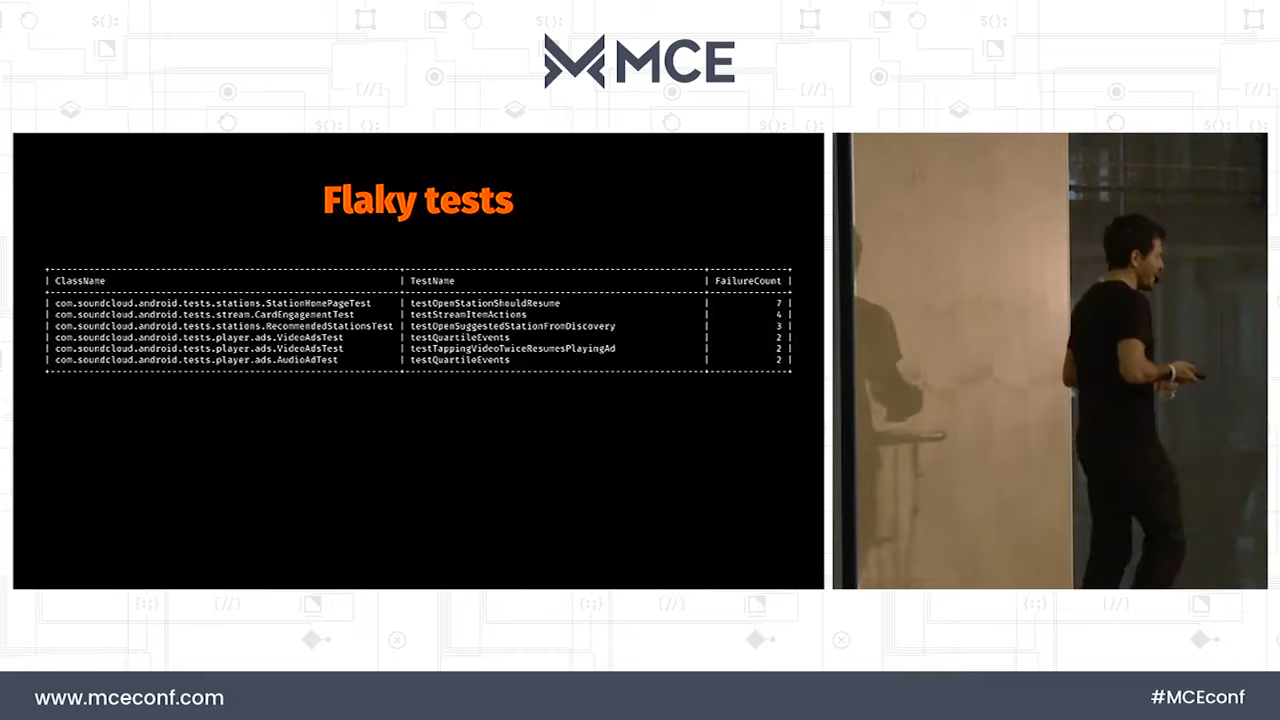 MCE
Flaky tests
ClassName | TestName | FailureCount
com.soundcloud.android.tests.stations.StationHomePageTest | testOpenStationShouldResume | 7
com.soundcloud.android.tests.stream.CardEngagementTest | testStreamItemActions | 4
com.soundcloud.android.tests.stations.RecommendedStationsTest | testOpenSuggestedStationFromDiscovery | 3
com.soundcloud.android.tests.player.ads.VideoAdsTest | testQuartileEvents | 2
com.soundcloud.android.tests.player.ads.VideoAdsTest | testTappingVideoTwiceResumesPlayingAd | 2
com.soundcloud.android.tests.player.ads.AudioAdTest | testQuartileEvents | 2
www.mceconf.com
#MCEconf